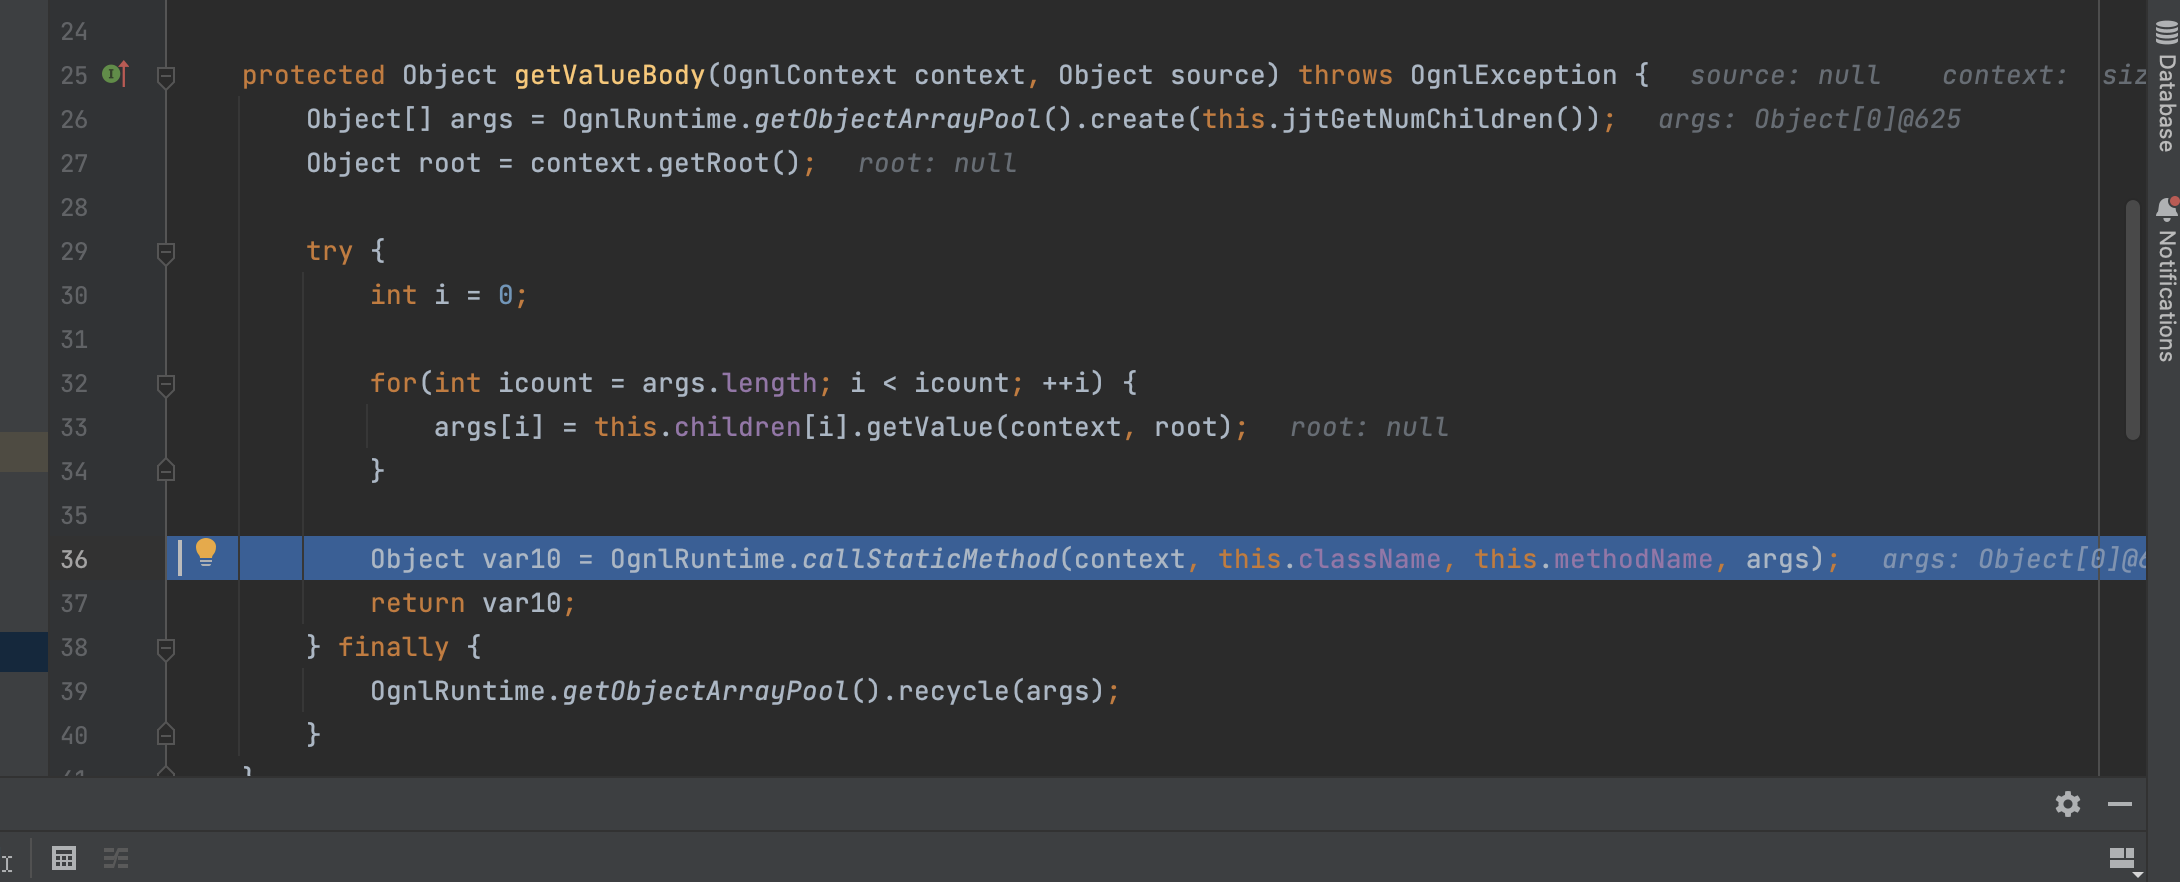 24
25 protected Object getValueBody(OgnlContext context, Object source) throws OgnlException { source: null context: siz
26 Object[] args = OgnlRuntime.getObjectArrayPool().create(this.jjtGetNumChildren()); args: Object[0]@625
27 Object root = context.getRoot(); root: null
28
29 try {
30 int i = 0;
31
32 for(int icount = args.length; i < icount; ++i) {
33 args[i] = this.children[i].getValue(context, root); root: null
34 }
35
36 Object var10 = OgnlRuntime.callStaticMethod(context, this.className, this.methodName, args); args: Object[0]@6
37 return var10;
38 } finally {
39 OgnlRuntime.getObjectArrayPool().recycle(args);
40 }
41 }
Database
Notifications